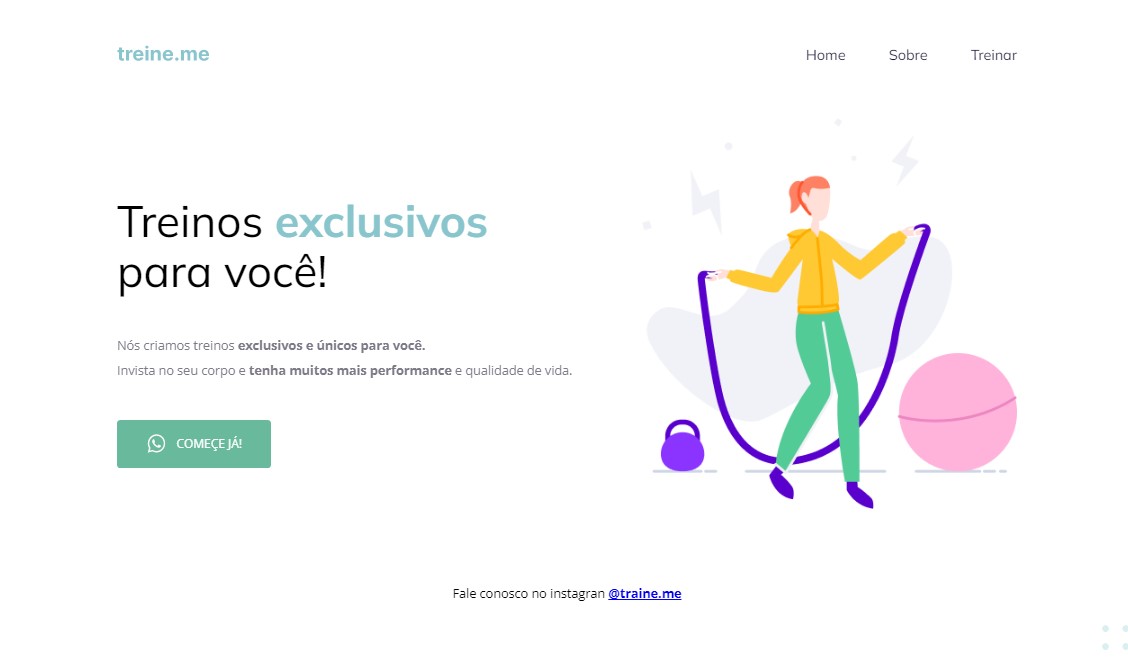 treine.me
Home Sobre Treinar
Treinos exclusivos
para você!
Nós criamos treinos exclusivos e únicos para você.
Invista no seu corpo e tenha muitos mais performance e qualidade de vida.
COMEÇE JÁ!
Fale conosco no instagran @traine.me